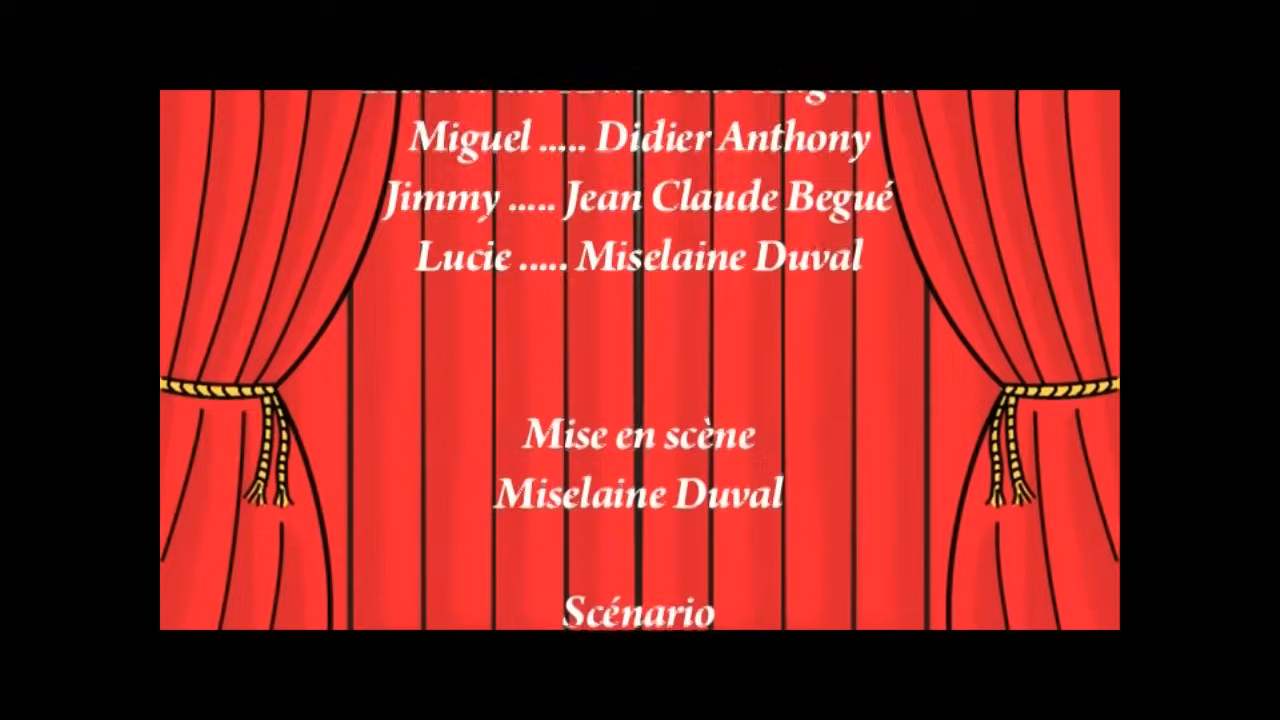 Miguel ..... Didier Anthony
Jimmy ..... Jean Claude Begué
Lucie ..... Miselaine Duval
Mise en scène
Miselaine Duval
Scénario